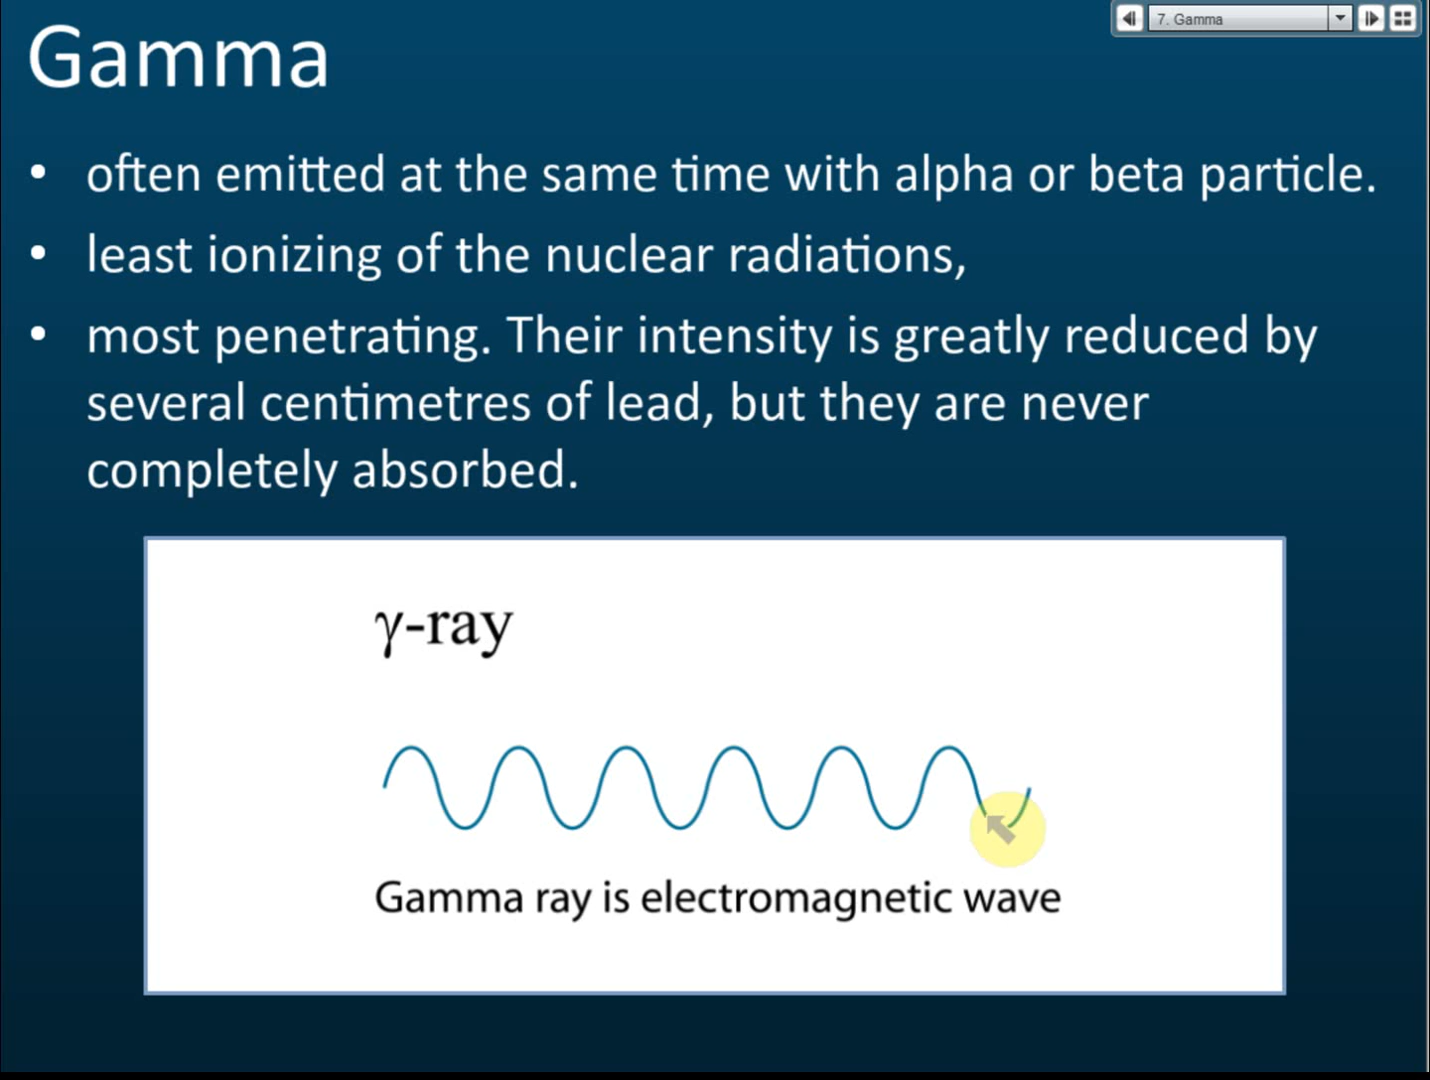 7. Gamma
Gamma
• often emitted at the same time with alpha or beta particle.
• least ionizing of the nuclear radiations,
• most penetrating. Their intensity is greatly reduced by
several centimetres of lead, but they are never
completely absorbed.
γ-ray
Gamma ray is electromagnetic wave